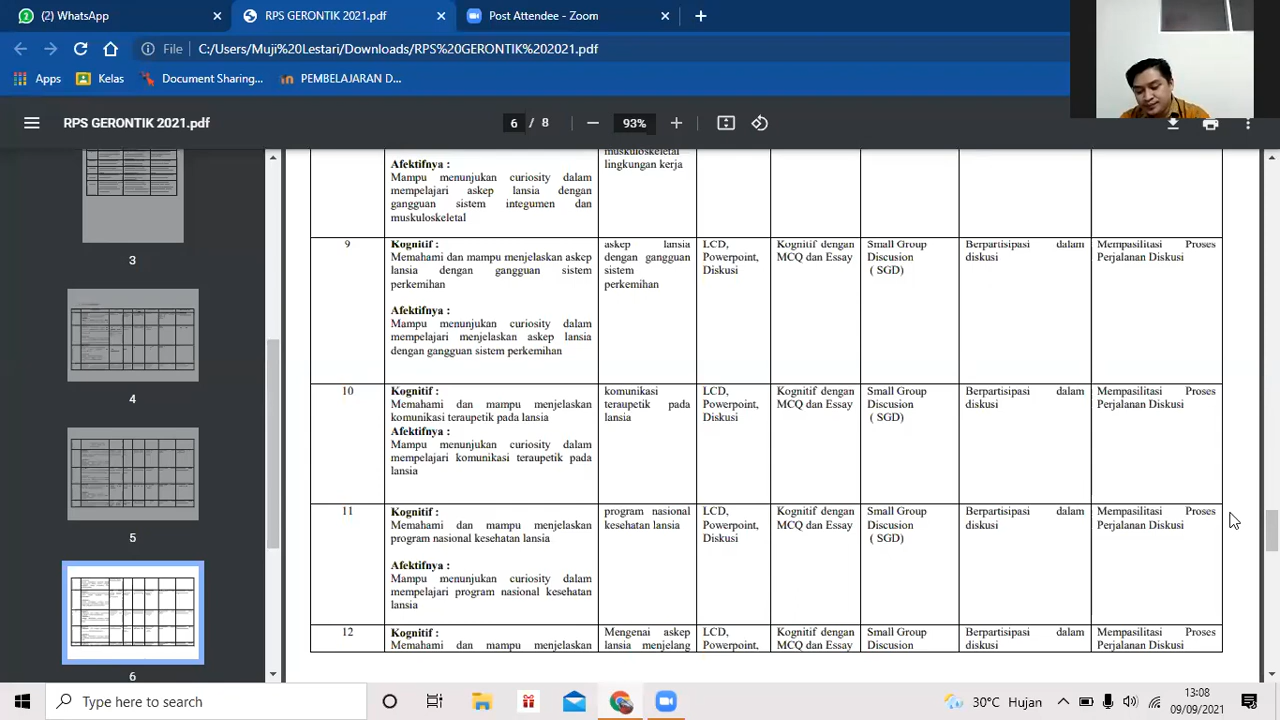 (2) WhatsApp
RPS GERONTIK 2021.pdf
Post Attendee - Zoom
File
C:/Users/Muji%20Lestari/Downloads/RPS%20GERONTIK%202021.pdf
Apps
Kelas
Document Sharing...
PEMBELAJARAN D...
RPS GERONTIK 2021.pdf
6 / 8
93%
3
4
5
6
Afektifnya :
Mampu menunjukan curiosity dalam
mempelajari askep lansia dengan
gangguan sistem integumen dan
muskuloskeletal
muskuloskeletal
lingkungan kerja
9
Kognitif :
Memahami dan mampu menjelaskan askep
lansia dengan gangguan sistem
perkemihan
Afektifnya :
Mampu menunjukan curiosity dalam
mempelajari menjelaskan askep lansia
dengan gangguan sistem perkemihan
askep lansia
dengan gangguan
sistem
perkemihan
LCD,
Powerpoint,
Diskusi
Kognitif dengan
MCQ dan Essay
Small Group
Discusion
( SGD)
Berpartisipasi dalam
diskusi
Mempasilitasi Proses
Perjalanan Diskusi
10
Kognitif :
Memahami dan mampu menjelaskan
komunikasi teraupetik pada lansia
Afektifnya :
Mampu menunjukan curiosity dalam
mempelajari komunikasi teraupetik pada
lansia
komunikasi
teraupetik pada
lansia
LCD,
Powerpoint,
Diskusi
Kognitif dengan
MCQ dan Essay
Small Group
Discusion
( SGD)
Berpartisipasi dalam
diskusi
Mempasilitasi Proses
Perjalanan Diskusi
11
Kognitif :
Memahami dan mampu menjelaskan
program nasional kesehatan lansia
Afektifnya :
Mampu menunjukan curiosity dalam
mempelajari program nasional kesehatan
lansia
program nasional
kesehatan lansia
LCD,
Powerpoint,
Diskusi
Kognitif dengan
MCQ dan Essay
Small Group
Discusion
( SGD)
Berpartisipasi dalam
diskusi
Mempasilitasi Proses
Perjalanan Diskusi
12
Kognitif :
Memahami dan mampu menjelaskan
Mengenai askep
lansia menjelang
LCD,
Powerpoint,
Kognitif dengan
MCQ dan Essay
Small Group
Discusion
Berpartisipasi dalam
diskusi
Mempasilitasi Proses
Perjalanan Diskusi
Type here to search
30°C Hujan
13:08
09/09/2021